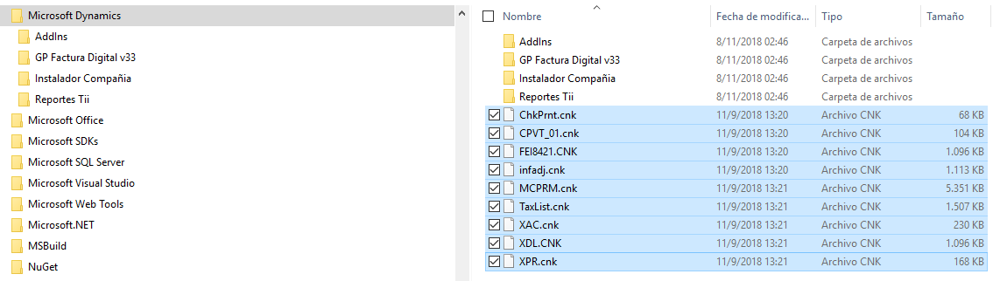 Microsoft Dynamics
AddIns
GP Factura Digital v33
Instalador Compañia
Reportes Tii
Microsoft Office
Microsoft SDKs
Microsoft SQL Server
Microsoft Visual Studio
Microsoft Web Tools
Microsoft.NET
MSBuild
NuGet
Nombre Fecha de modifica... Tipo Tamaño
AddIns 8/11/2018 02:46 Carpeta de archivos
GP Factura Digital v33 8/11/2018 02:46 Carpeta de archivos
Instalador Compañia 8/11/2018 02:46 Carpeta de archivos
Reportes Tii 8/11/2018 02:46 Carpeta de archivos
ChkPrnt.cnk 11/9/2018 13:20 Archivo CNK 68 KB
CPVT_01.cnk 11/9/2018 13:20 Archivo CNK 104 KB
FEI8421.CNK 11/9/2018 13:20 Archivo CNK 1.096 KB
infadj.cnk 11/9/2018 13:20 Archivo CNK 1.113 KB
MCPRM.cnk 11/9/2018 13:21 Archivo CNK 5.351 KB
TaxList.cnk 11/9/2018 13:21 Archivo CNK 1.507 KB
XAC.cnk 11/9/2018 13:21 Archivo CNK 230 KB
XDL.CNK 11/9/2018 13:21 Archivo CNK 1.096 KB
XPR.cnk 11/9/2018 13:21 Archivo CNK 168 KB